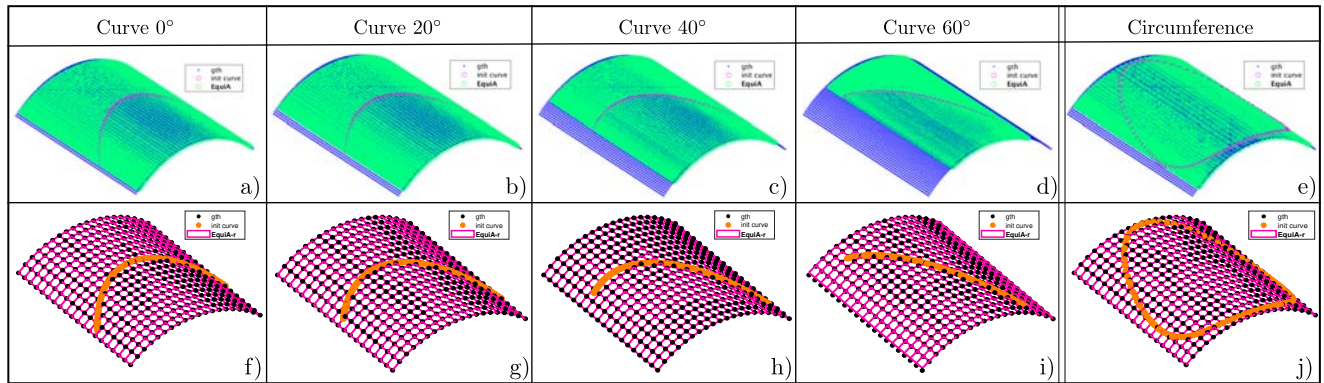 Curve 0° Curve 20° Curve 40° Curve 60° Circumference
gth
init curve
EquiA
a)
gth
init curve
EquiA
b)
gth
init curve
EquiA
c)
gth
init curve
EquiA
d)
gth
init curve
EquiA
e)
gth
init curve
EquiA-r
f)
gth
init curve
EquiA-r
g)
gth
init curve
EquiA-r
h)
gth
init curve
EquiA-r
i)
gth
init curve
EquiA-r
j)